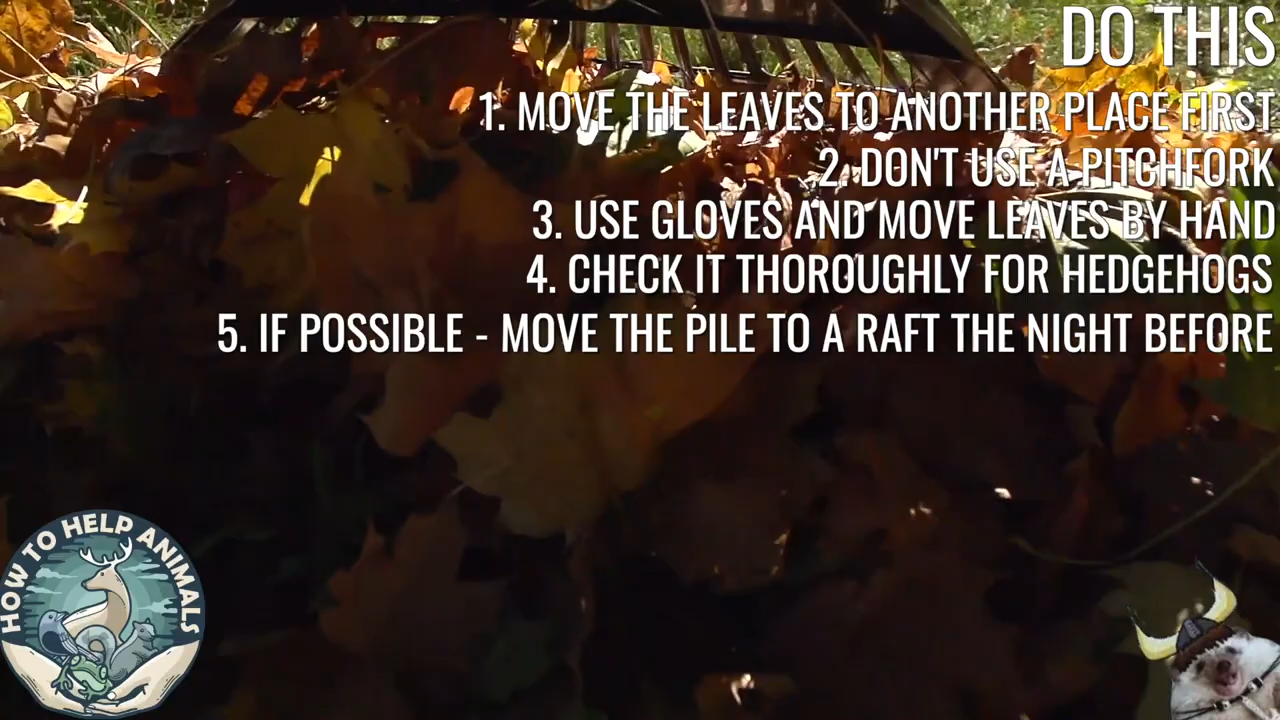 DO THIS
1. MOVE THE LEAVES TO ANOTHER PLACE FIRST
2. DON'T USE A PITCHFORK
3. USE GLOVES AND MOVE LEAVES BY HAND
4. CHECK IT THOROUGHLY FOR HEDGEHOGS
5. IF POSSIBLE - MOVE THE PILE TO A RAFT THE NIGHT BEFORE
HOW TO HELP ANIMALS